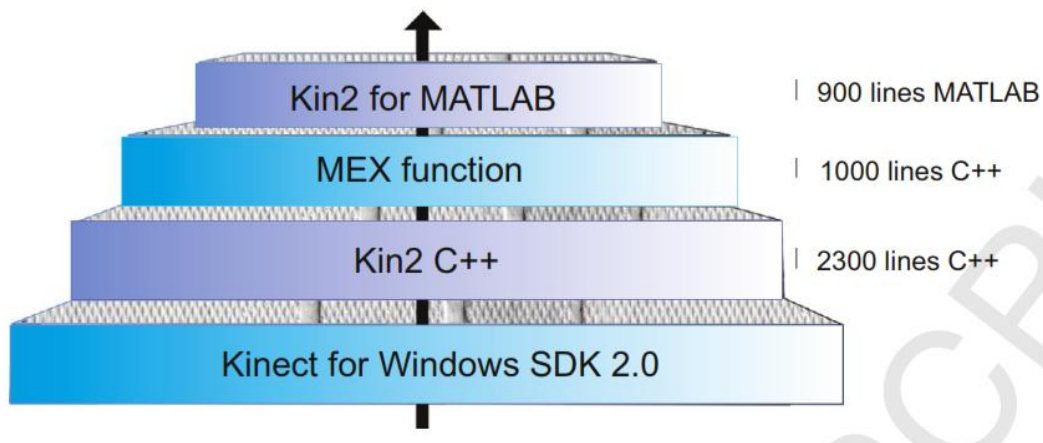 Kin2 for MATLAB
900 lines MATLAB
MEX function
1000 lines C++
Kin2 C++
2300 lines C++
Kinect for Windows SDK 2.0